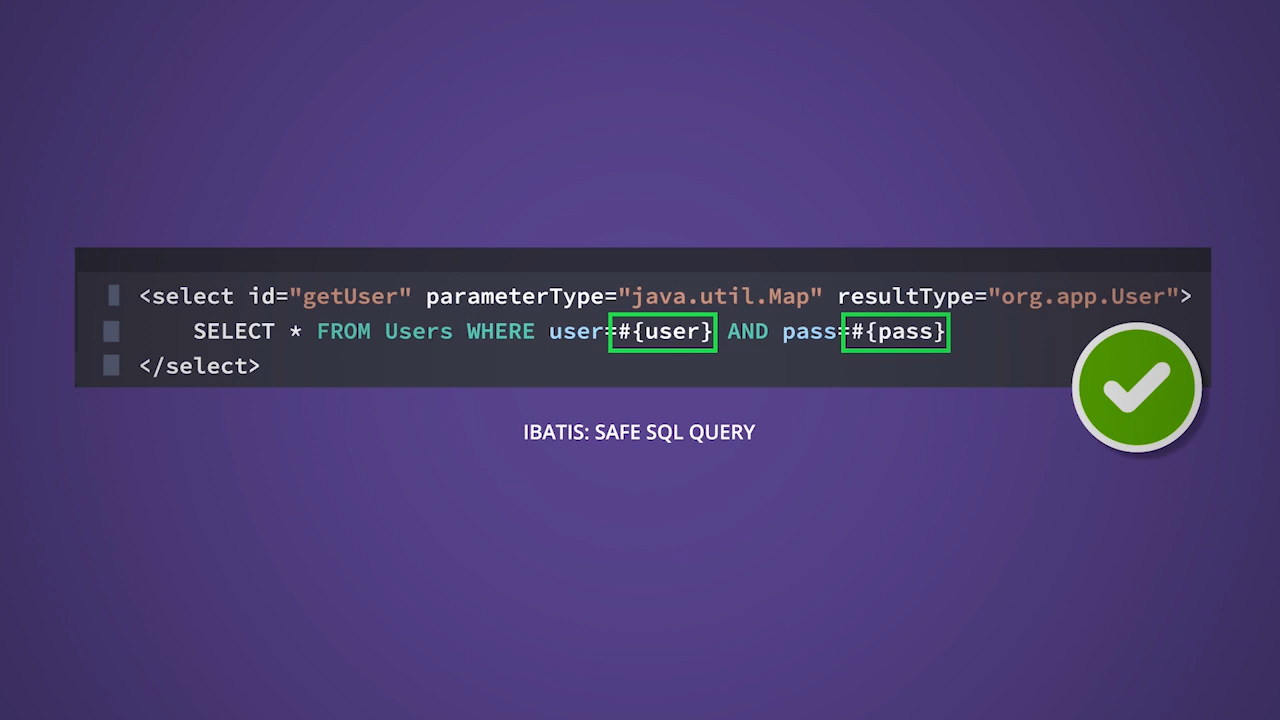 <select id="getUser" parameterType="java.util.Map" resultType="org.app.User">
SELECT * FROM Users WHERE user=#{user} AND pass=#{pass}
</select>
IBATIS: SAFE SQL QUERY